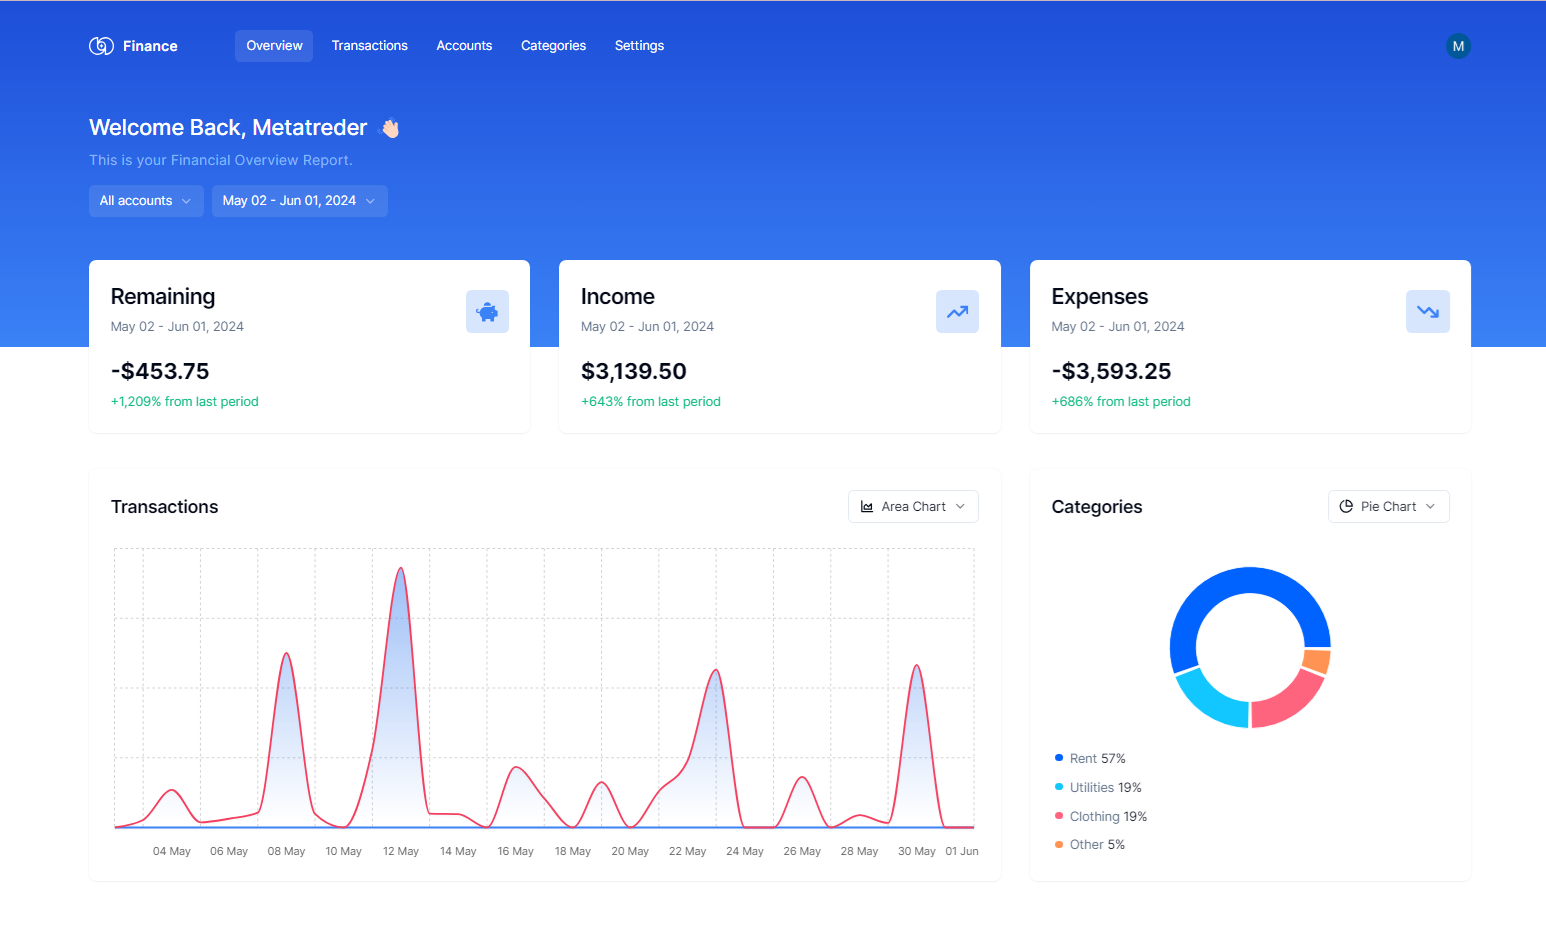 Finance
Overview
Transactions
Accounts
Categories
Settings
M
Welcome Back, Metatreder 👋🏻
This is your Financial Overview Report.
All accounts
May 02 - Jun 01, 2024
Remaining
May 02 - Jun 01, 2024
-$453.75
+1,209% from last period
Income
May 02 - Jun 01, 2024
$3,139.50
+643% from last period
Expenses
May 02 - Jun 01, 2024
-$3,593.25
+686% from last period
Transactions
Area Chart
04 May
06 May
08 May
10 May
12 May
14 May
16 May
18 May
20 May
22 May
24 May
26 May
28 May
30 May
01 Jun
Categories
Pie Chart
Rent 57%
Utilities 19%
Clothing 19%
Other 5%